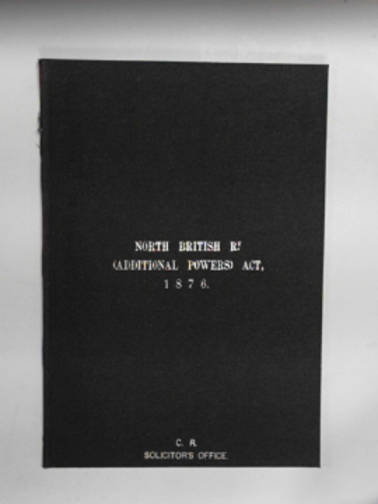 NORTH BRITISH Rʸ
(ADDITIONAL POWERS) ACT,
1876.
C. R.
SOLICITOR'S OFFICE.